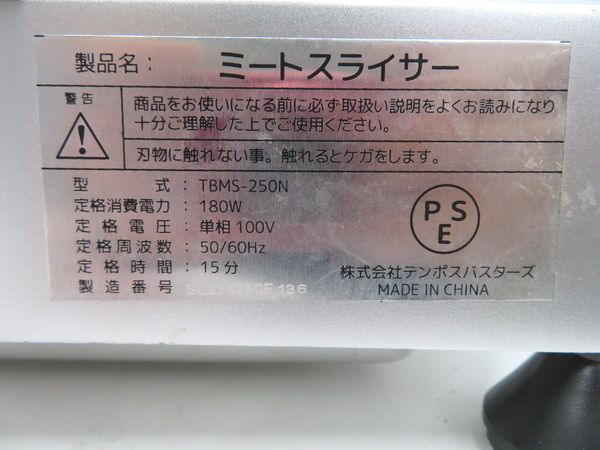 製品名： ミートスライサー
警告
商品をお使いになる前に必ず取扱い説明をよくお読みになり
十分ご理解した上でご使用ください。
刃物に触れない事。触れるとケガをします。
型式：TBMS-250N
定格消費電力：180W
定格電圧：単相100V
定格周波数：50/60Hz
定格時間：15分
製造番号
PSE
株式会社テンポスバスターズ
MADE IN CHINA